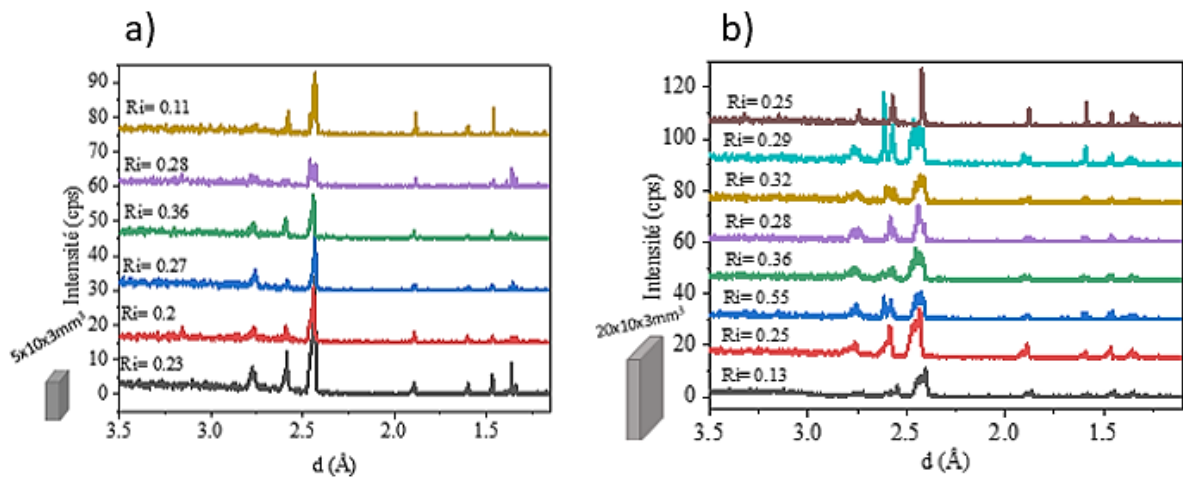 a)
90
80
70
60
50
40
30
20
10
0
Intensité (cps)
Ri= 0.11
Ri= 0.28
Ri= 0.36
Ri= 0.27
Ri= 0.2
Ri= 0.23
5x10x3mm³
3.5 3.0 2.5 2.0 1.5
d (Å)
b)
120
100
80
60
40
20
0
Intensité (cps)
Ri= 0.25
Ri= 0.29
Ri= 0.32
Ri= 0.28
Ri= 0.36
Ri= 0.55
Ri= 0.25
Ri= 0.13
20x10x3mm³
3.5 3.0 2.5 2.0 1.5
d (Å)